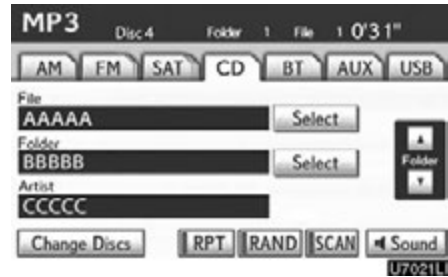 MP3 Disc 4 Folder 1 File 1 0'31"
AM FM SAT CD BT AUX USB
File
AAAAA Select
Folder
BBBBB Select
Folder
Artist
CCCCC
Change Discs RPT RAND SCAN Sound
U7021L